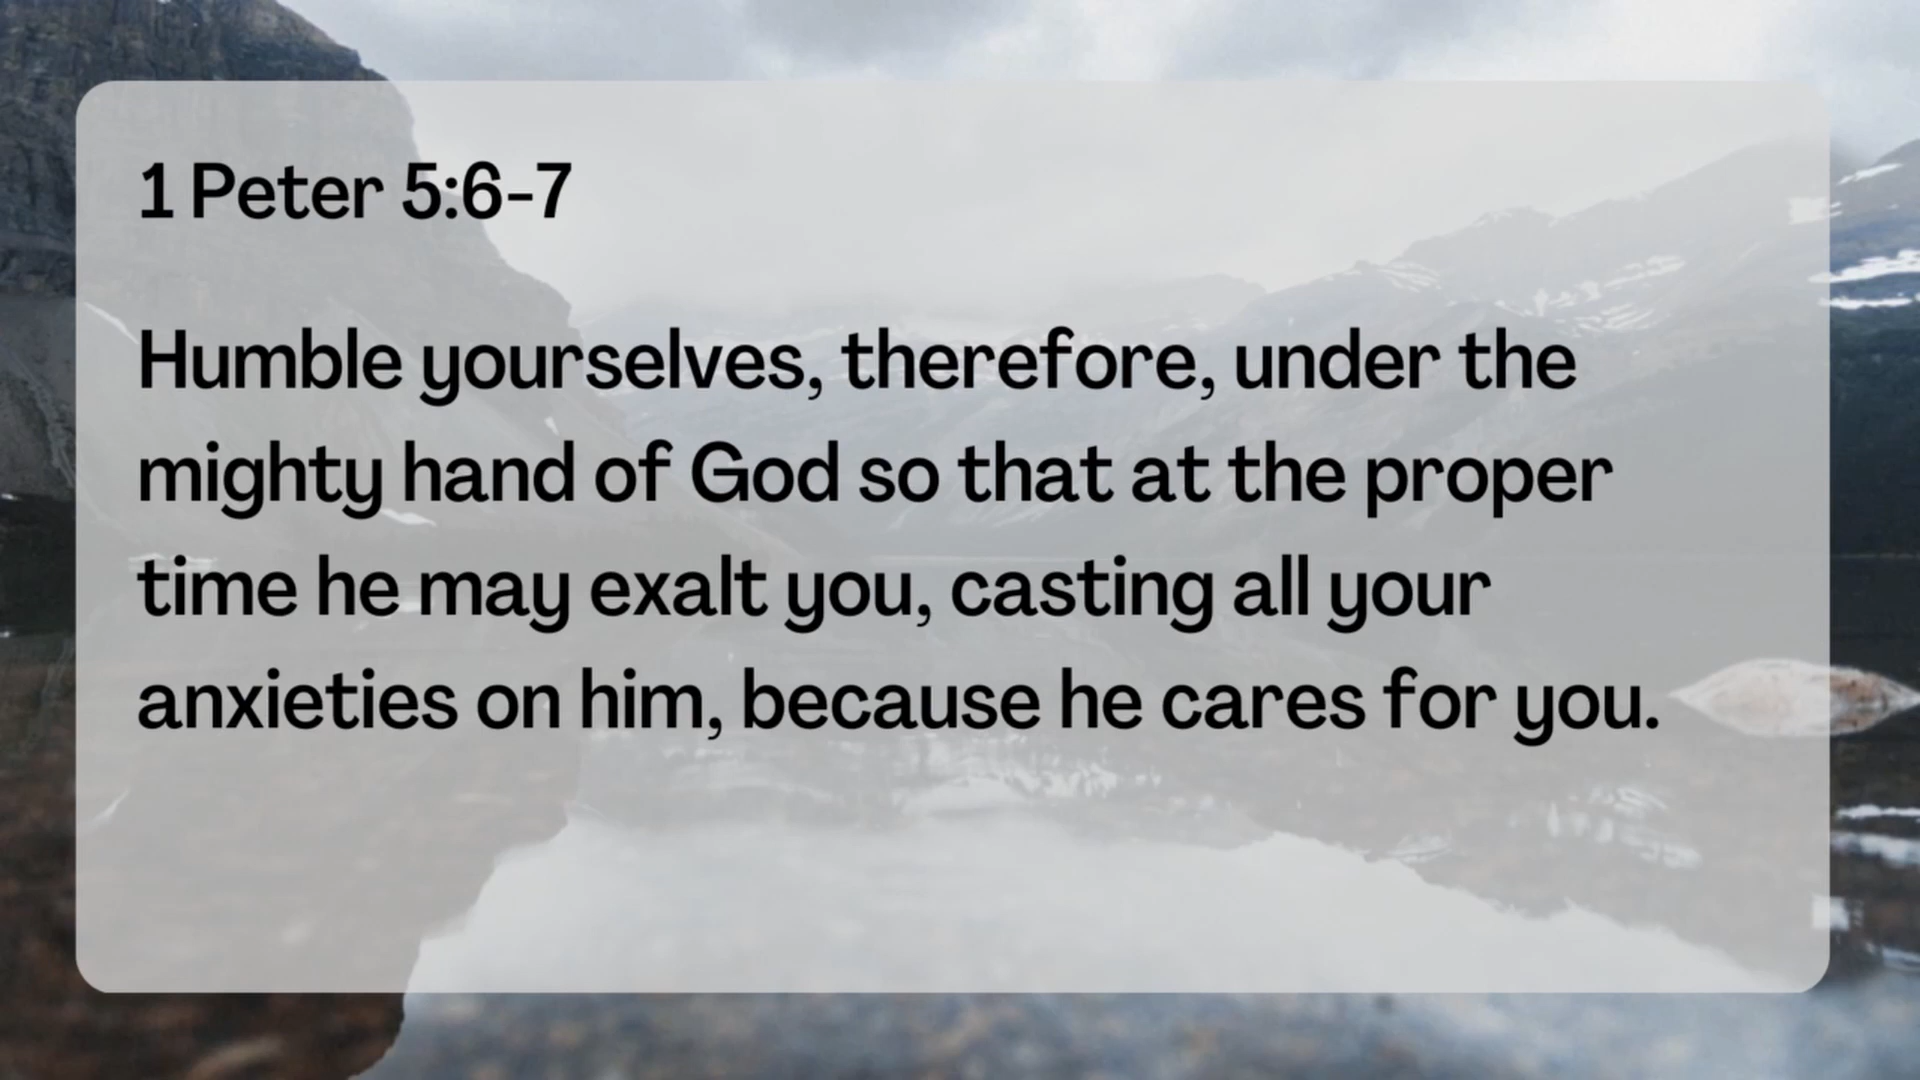 1 Peter 5:6-7
Humble yourselves, therefore, under the
mighty hand of God so that at the proper
time he may exalt you, casting all your
anxieties on him, because he cares for you.